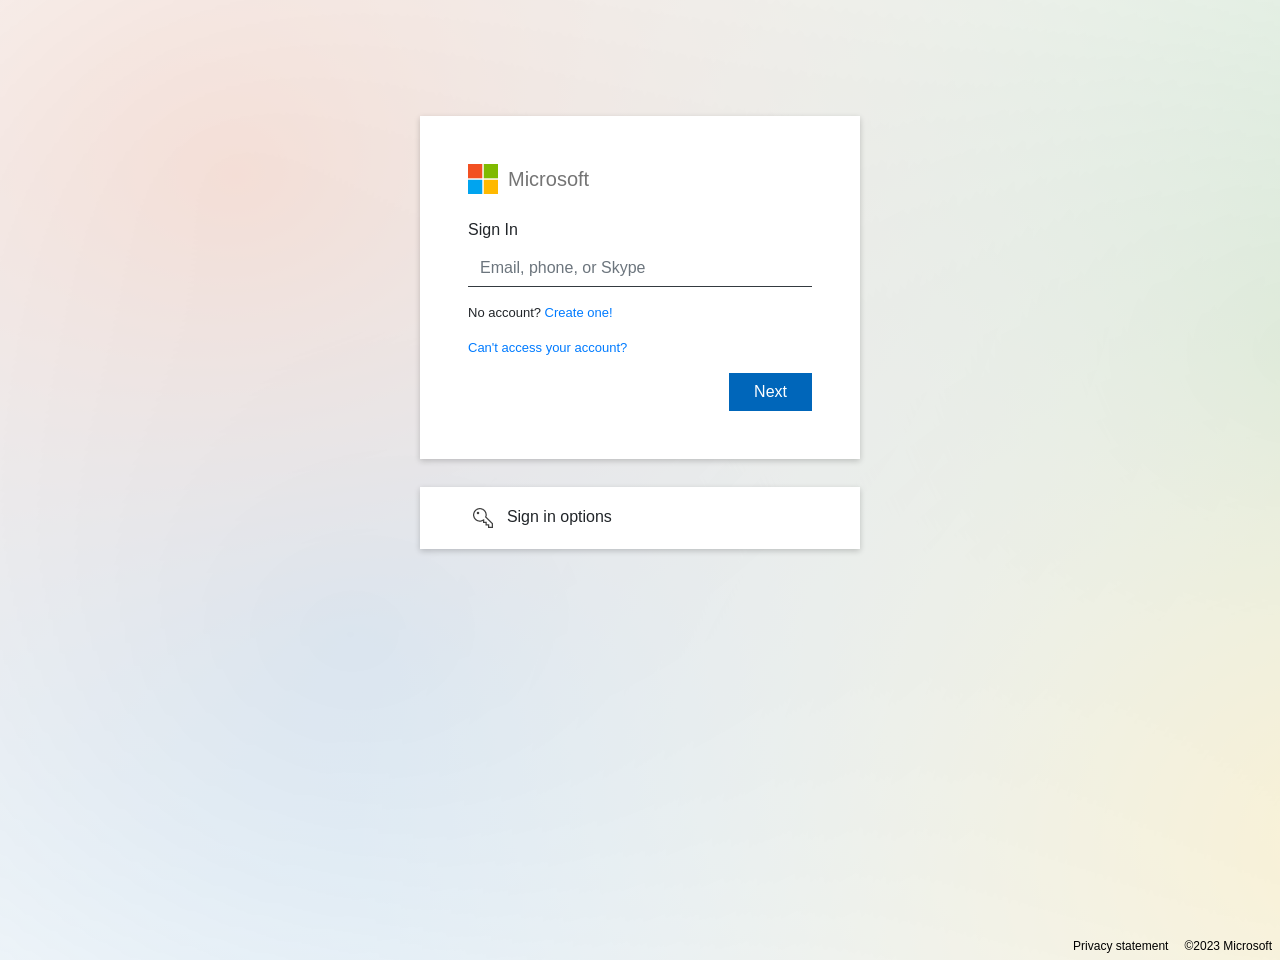 Microsoft
Sign In
Email, phone, or Skype
No account? Create one!
Can't access your account?
Next
Sign in options
Privacy statement ©2023 Microsoft